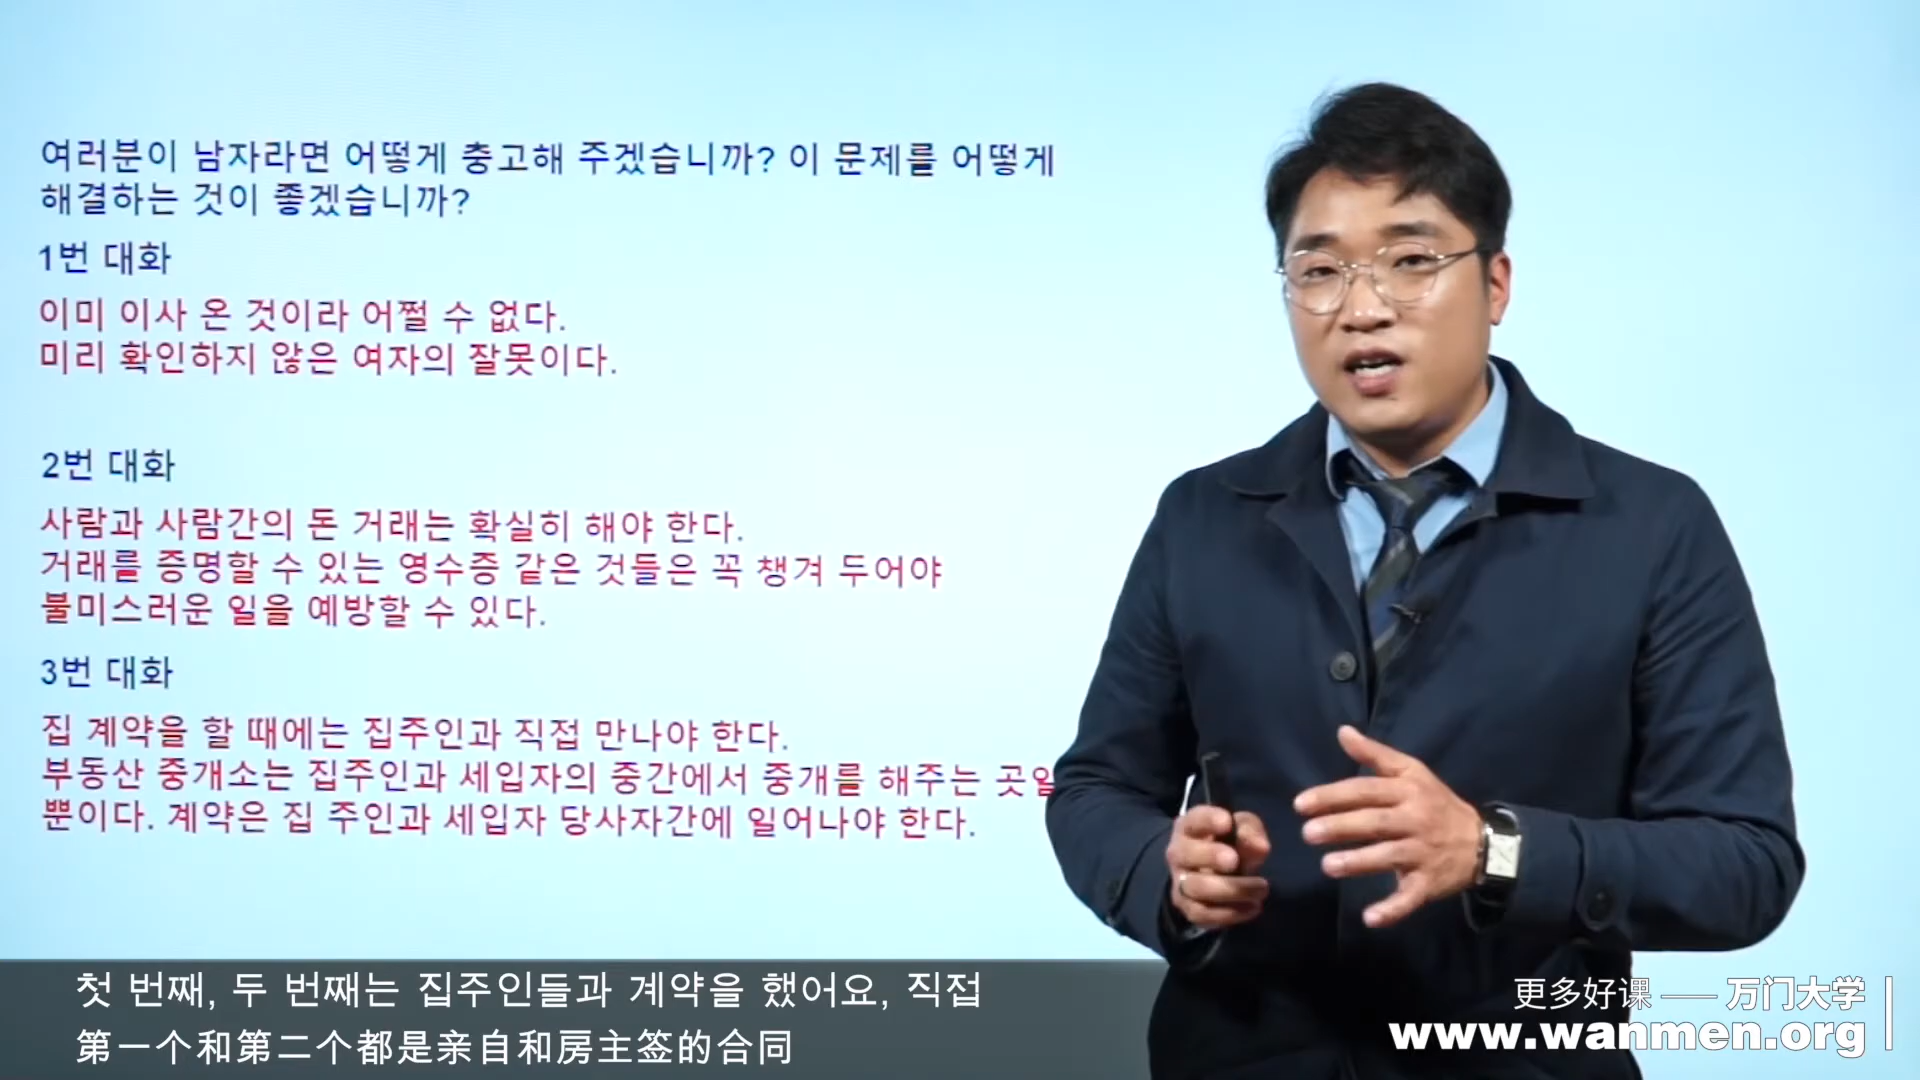 여러분이 남자라면 어떻게 충고해 주겠습니까? 이 문제를 어떻게
해결하는 것이 좋겠습니까?
1번 대화
이미 이사 온 것이라 어쩔 수 없다.
미리 확인하지 않은 여자의 잘못이다.
2번 대화
사람과 사람간의 돈 거래는 확실히 해야 한다.
거래를 증명할 수 있는 영수증 같은 것들은 꼭 챙겨 두어야
불미스러운 일을 예방할 수 있다.
3번 대화
집 계약을 할 때에는 집주인과 직접 만나야 한다.
부동산 중개소는 집주인과 세입자의 중간에서 중개를 해주는 곳일
뿐이다. 계약은 집 주인과 세입자 당사자간에 일어나야 한다.
첫 번째, 두 번째는 집주인들과 계약을 했어요, 직접
第一个和第二个都是亲自和房主签的合同
更多好课 —— 万门大学
www.wanmen.org